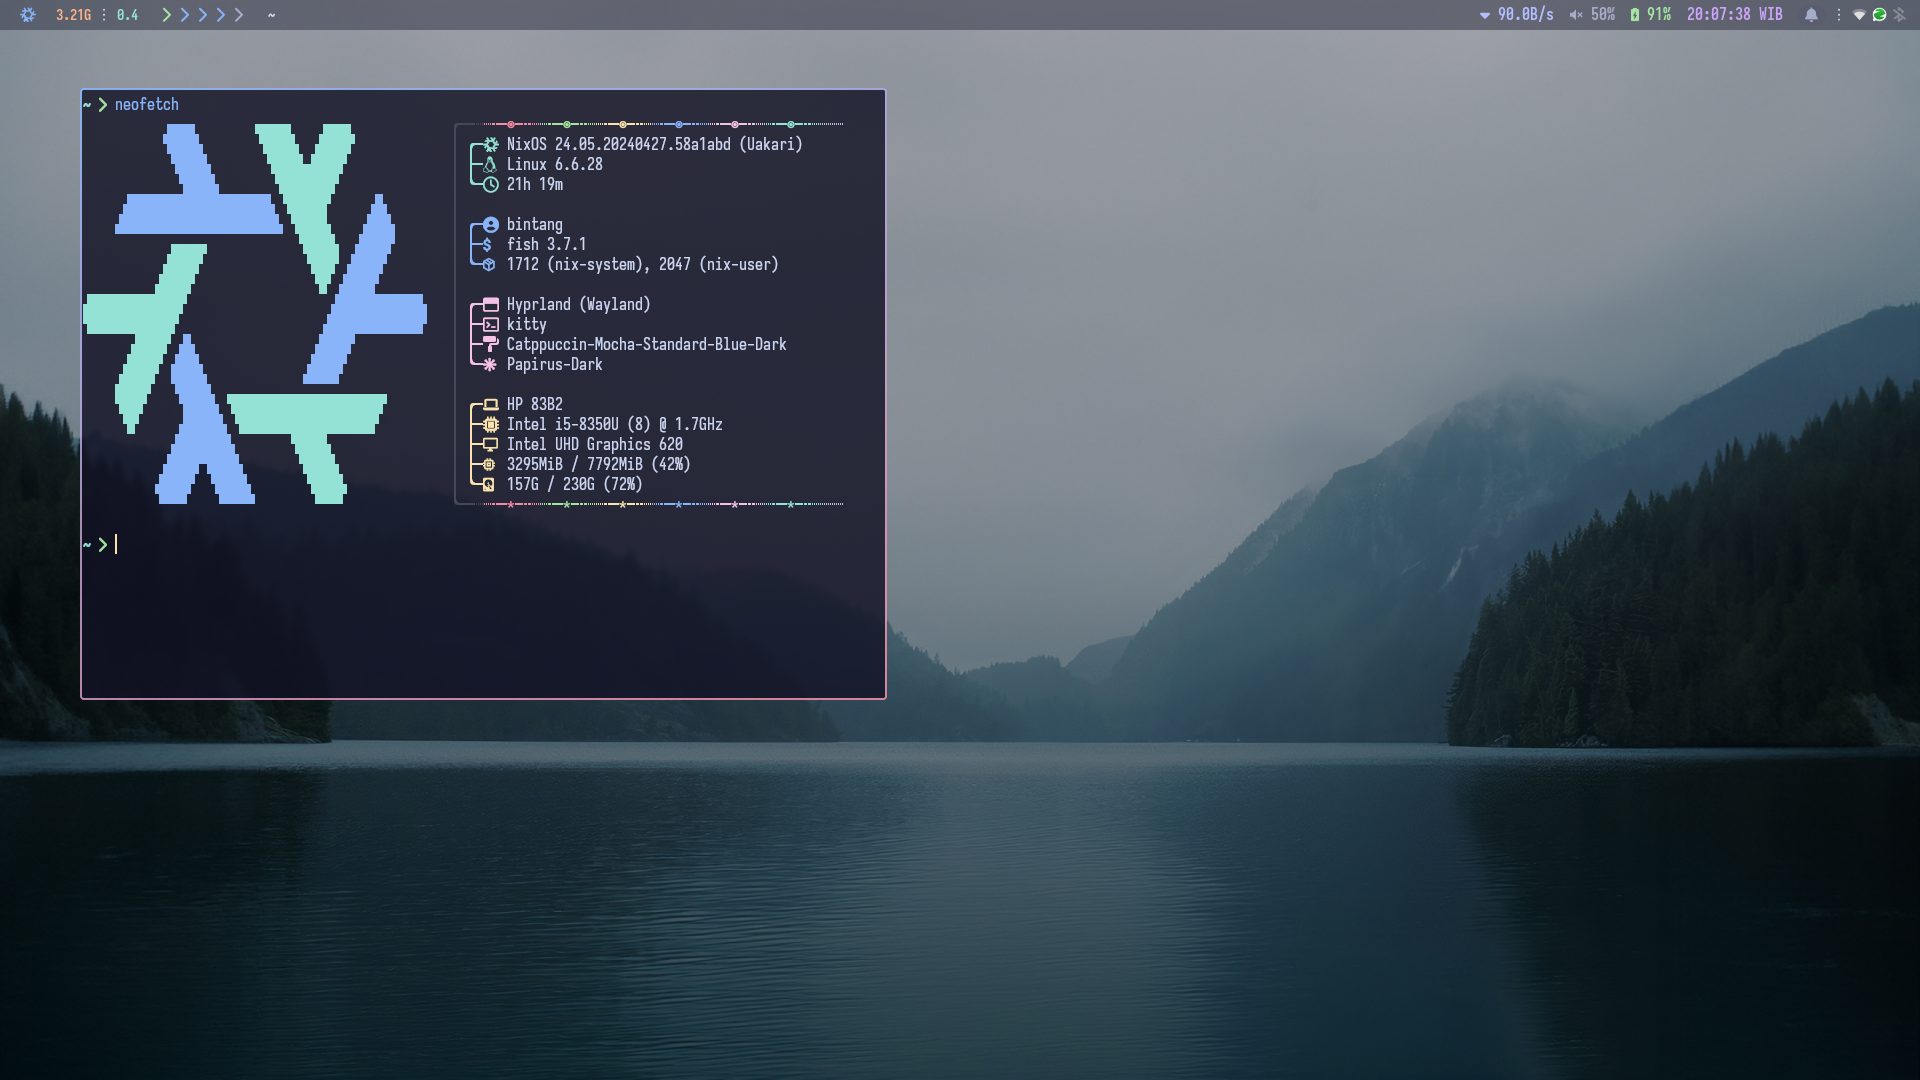 3.21G ⋮ 0.4 ~ 90.0B/s 50% 91% 20:07:38 WIB
~ ❯ neofetch
NixOS 24.05.20240427.58a1abd (Uakari)
Linux 6.6.28
21h 19m
bintang
fish 3.7.1
1712 (nix-system), 2047 (nix-user)
Hyprland (Wayland)
kitty
Catppuccin-Mocha-Standard-Blue-Dark
Papirus-Dark
HP 83B2
Intel i5-8350U (8) @ 1.7GHz
Intel UHD Graphics 620
3295MiB / 7792MiB (42%)
157G / 230G (72%)
~ ❯